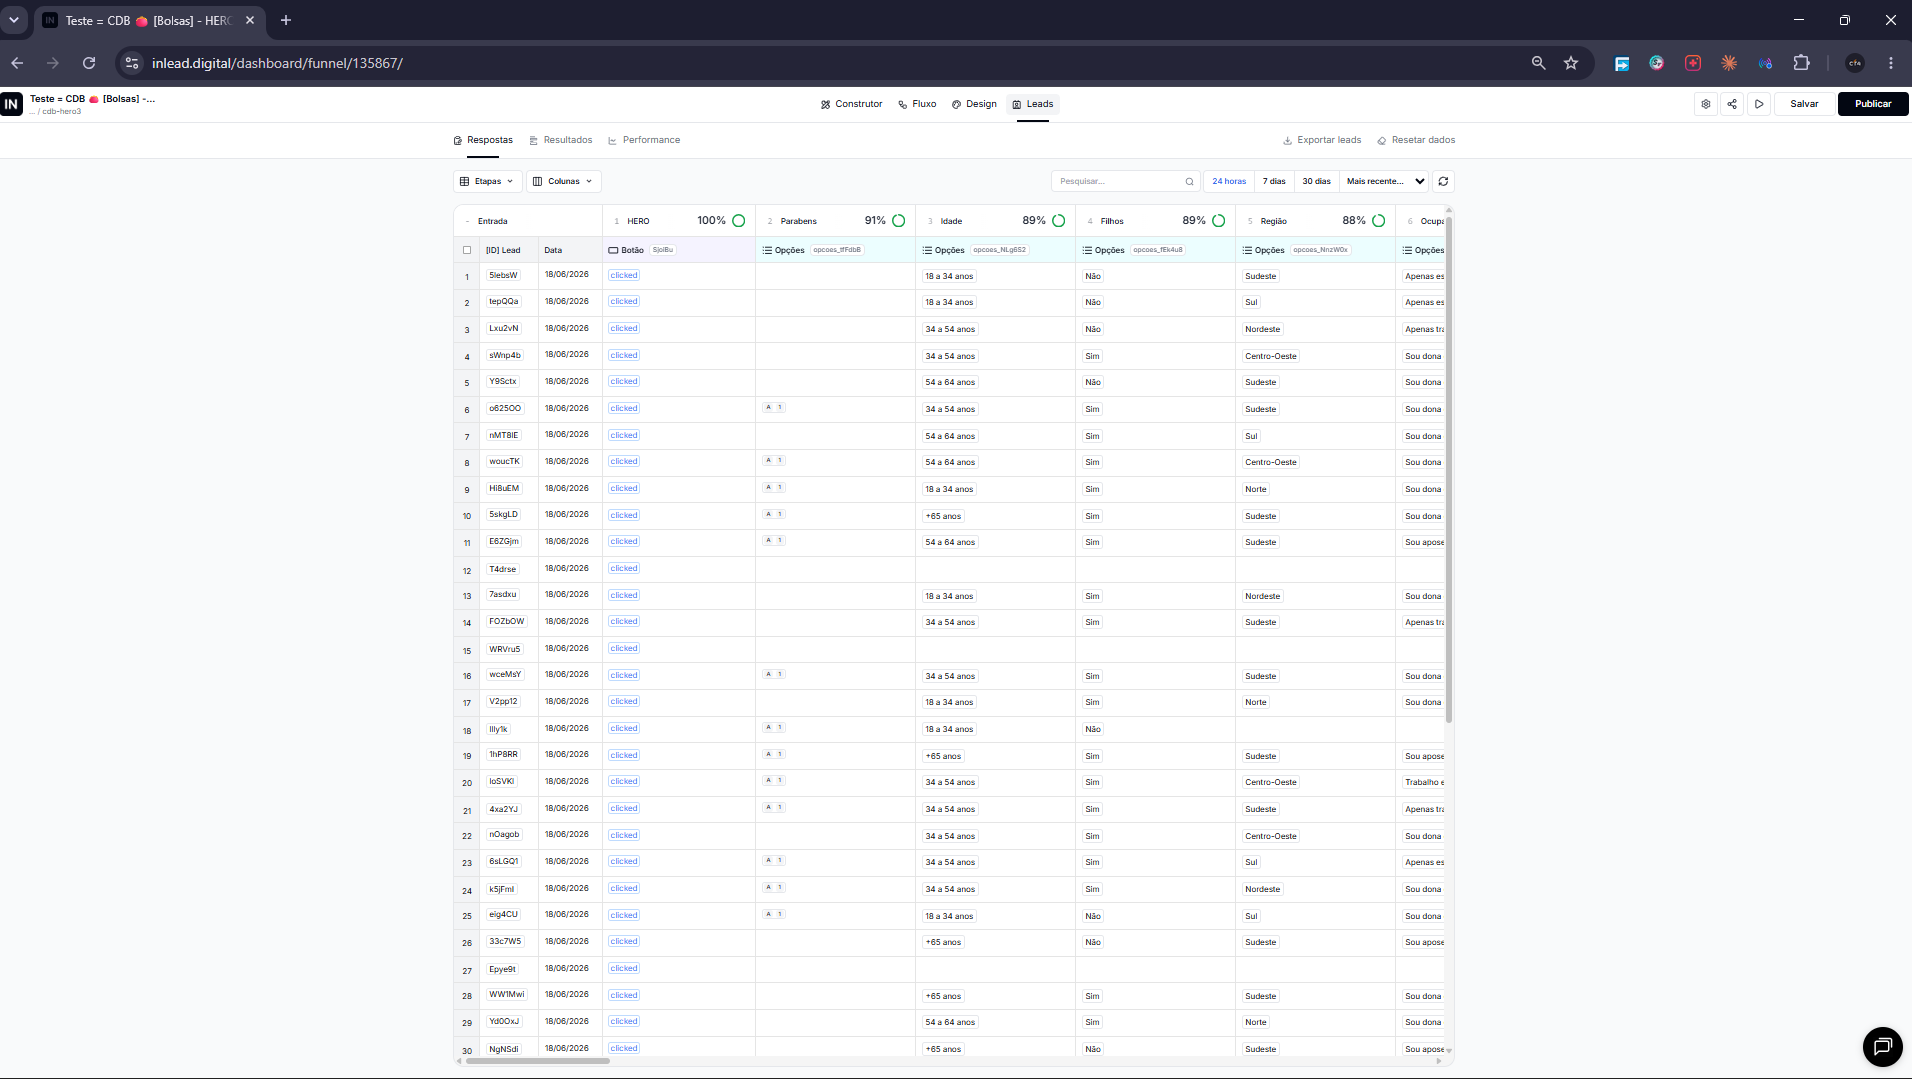 Teste = CDB [Bolsas] - HERO
inlead.digital/dashboard/funnel/135867/
IN Teste = CDB [Bolsas] -...
... / cdb-hero3
Construtor Fluxo Design Leads
Salvar Publicar
Respostas Resultados Performance
Exportar leads Resetar dados
Etapas Colunas
Pesquisar... 24 horas 7 dias 30 dias Mais recente...
- Entrada 1 HERO 100% 2 Parabens 91% 3 Idade 89% 4 Filhos 89% 5 Região 88% 6 Ocupa
[ID] Lead Data Botão SjoiBu Opções opcoes_tfFdbB Opções opcoes_NLg6S2 Opções opcoes_fEk4u8 Opções opcoes_NnzW0x Opções
1 5lebsW 18/06/2026 clicked 18 a 34 anos Não Sudeste Apenas es
2 tepQQa 18/06/2026 clicked 18 a 34 anos Não Sul Apenas es
3 Lxu2vN 18/06/2026 clicked 34 a 54 anos Não Nordeste Apenas tra
4 sWnp4b 18/06/2026 clicked 34 a 54 anos Sim Centro-Oeste Sou dona
5 Y9Sctx 18/06/2026 clicked 54 a 64 anos Não Sudeste Sou dona
6 o625OO 18/06/2026 clicked A 1 34 a 54 anos Sim Sudeste Sou dona
7 nMT8IE 18/06/2026 clicked 54 a 64 anos Sim Sul Sou dona
8 woucTK 18/06/2026 clicked A 1 54 a 64 anos Sim Centro-Oeste Sou dona
9 Hi8uEM 18/06/2026 clicked A 1 18 a 34 anos Sim Norte Sou dona
10 5skgLD 18/06/2026 clicked A 1 +65 anos Sim Sudeste Sou dona
11 E6ZGjm 18/06/2026 clicked A 1 54 a 64 anos Sim Sudeste Sou apose
12 T4drse 18/06/2026 clicked
13 7asdxu 18/06/2026 clicked 18 a 34 anos Sim Nordeste Sou dona
14 FOZbOW 18/06/2026 clicked 34 a 54 anos Sim Sudeste Apenas tra
15 WRVru5 18/06/2026 clicked
16 wceMsY 18/06/2026 clicked A 1 34 a 54 anos Sim Sudeste Sou dona
17 V2pp12 18/06/2026 clicked 18 a 34 anos Sim Norte Sou dona
18 18/06/2026 clicked A 1 18 a 34 anos Não
19 1hP8RR 18/06/2026 clicked A 1 +65 anos Sim Sudeste Sou apose
20 18/06/2026 clicked A 1 34 a 54 anos Sim Centro-Oeste Trabalho e
21 4xa2YJ 18/06/2026 clicked A 1 34 a 54 anos Sim Sudeste Apenas tra
22 nOagob 18/06/2026 clicked 34 a 54 anos Sim Centro-Oeste Sou dona
23 6sLGQ1 18/06/2026 clicked A 1 34 a 54 anos Sim Sul Apenas es
24 k5jFmI 18/06/2026 clicked A 1 34 a 54 anos Sim Nordeste Sou dona
25 eig4CU 18/06/2026 clicked A 1 18 a 34 anos Não Sul Sou dona
26 33c7W5 18/06/2026 clicked +65 anos Não Sudeste Sou apose
27 Epye9t 18/06/2026 clicked
28 WW1Mwi 18/06/2026 clicked +65 anos Sim Sudeste Sou dona
29 Yd0OxJ 18/06/2026 clicked 54 a 64 anos Sim Norte Sou dona
30 NgNSdi 18/06/2026 clicked +65 anos Não Sudeste Sou apose